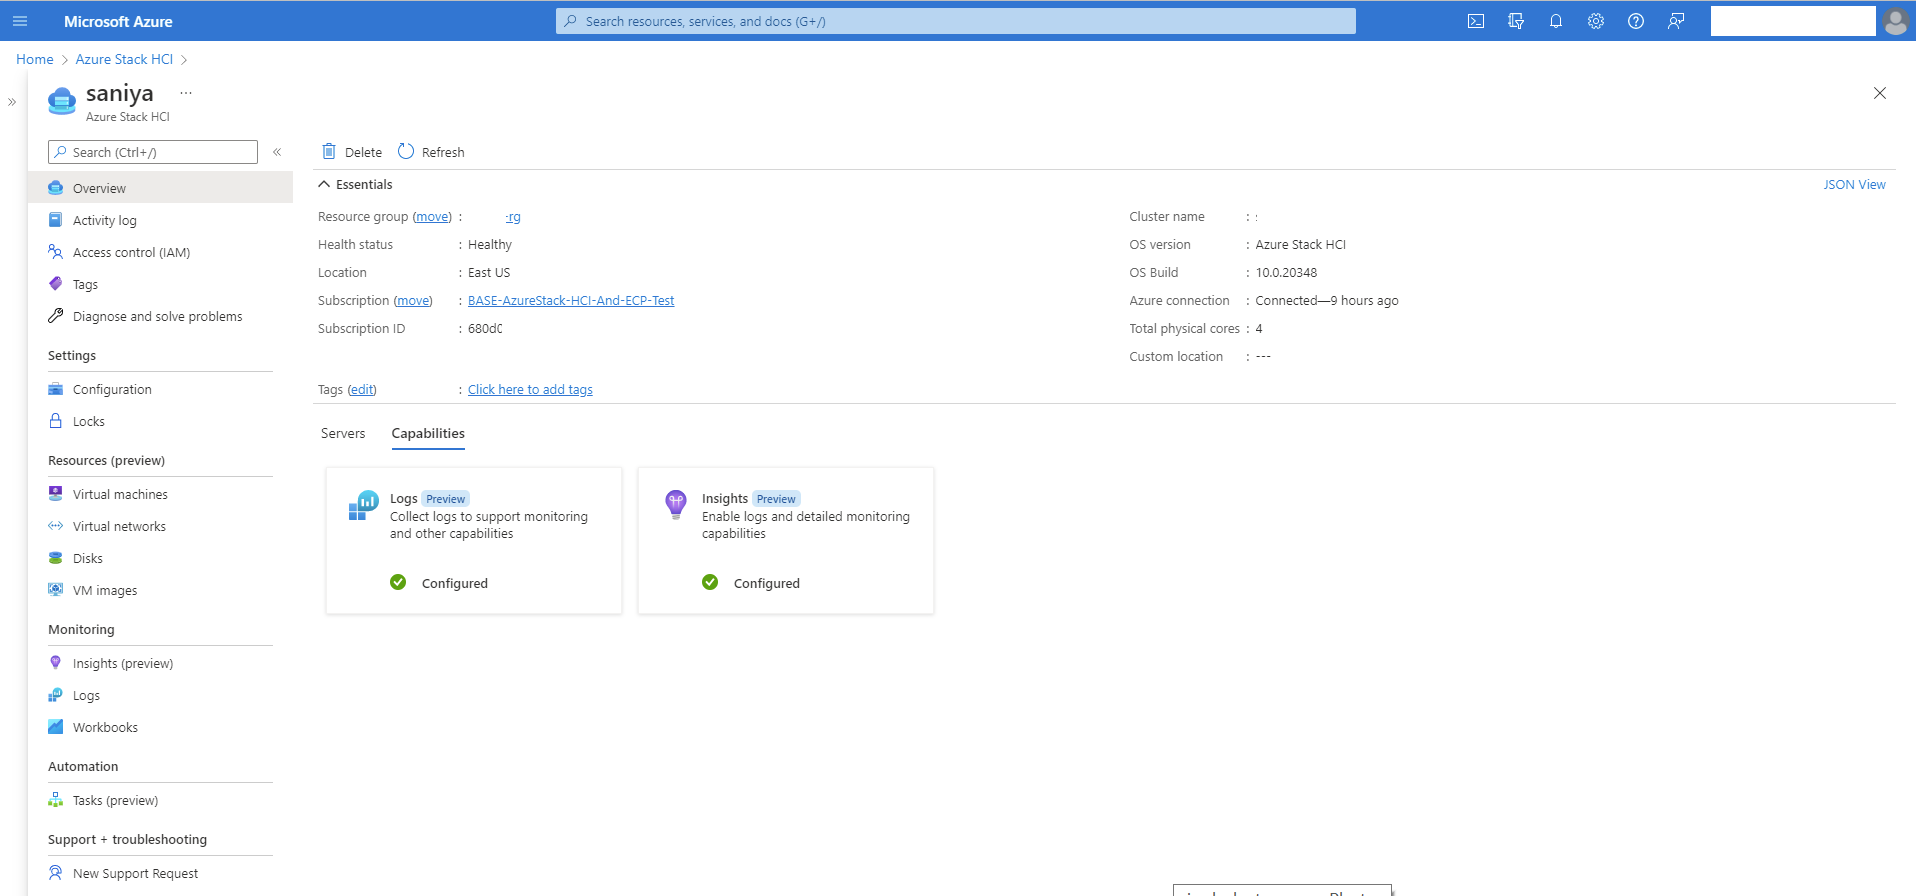 Microsoft Azure
Search resources, services, and docs (G+/)
Home > Azure Stack HCI >
saniya ...
Azure Stack HCI
Search (Ctrl+/)
Overview
Activity log
Access control (IAM)
Tags
Diagnose and solve problems
Settings
Configuration
Locks
Resources (preview)
Virtual machines
Virtual networks
Disks
VM images
Monitoring
Insights (preview)
Logs
Workbooks
Automation
Tasks (preview)
Support + troubleshooting
New Support Request
Delete Refresh
Essentials
JSON View
Resource group (move) : -rg
Health status : Healthy
Location : East US
Subscription (move) : BASE-AzureStack-HCI-And-ECP-Test
Subscription ID : 680d0
Tags (edit) : Click here to add tags
Cluster name :
OS version : Azure Stack HCI
OS Build : 10.0.20348
Azure connection : Connected—9 hours ago
Total physical cores : 4
Custom location : ---
Servers Capabilities
Logs Preview
Collect logs to support monitoring
and other capabilities
Configured
Insights Preview
Enable logs and detailed monitoring
capabilities
Configured